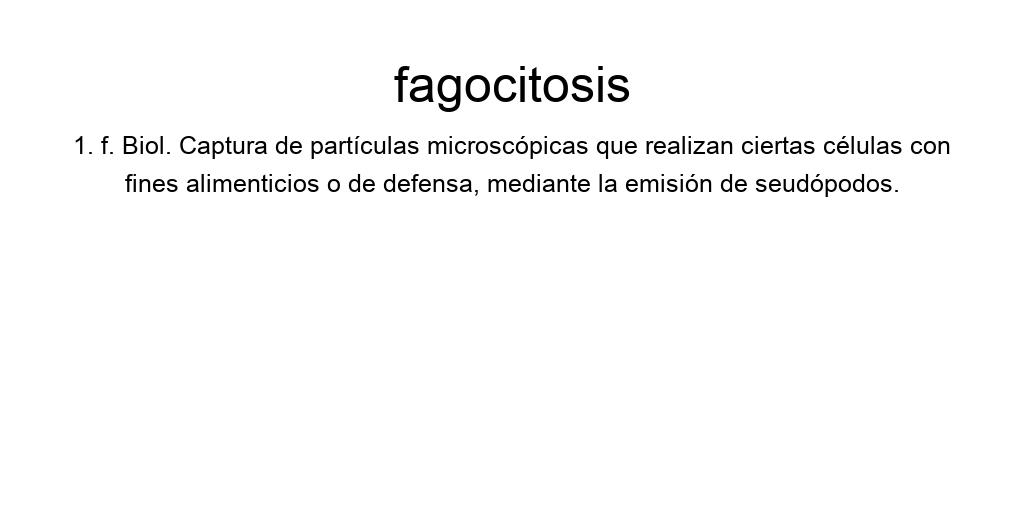 fagocitosis
1. f. Biol. Captura de partículas microscópicas que realizan ciertas células con
fines alimenticios o de defensa, mediante la emisión de seudópodos.